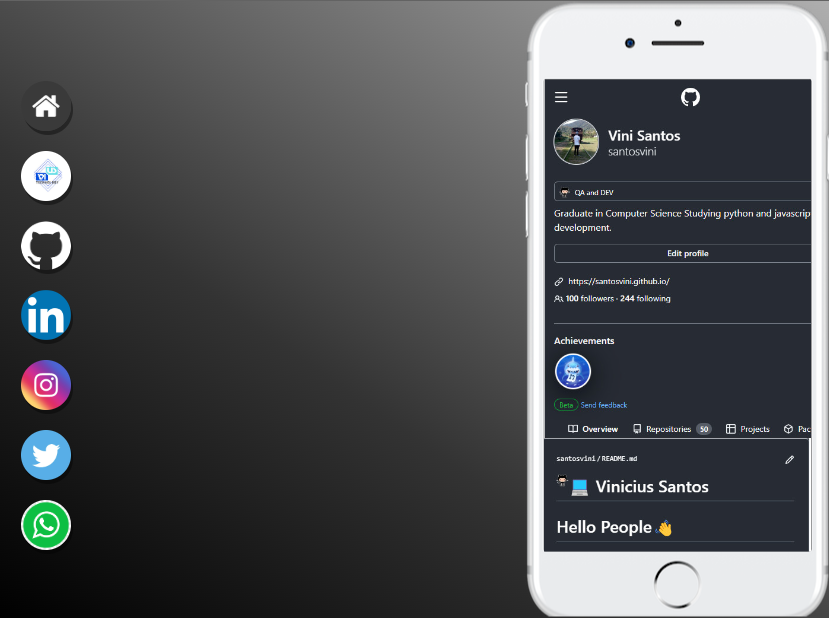 in
Vini Santos
santosvini
QA and DEV
Graduate in Computer Science Studying python and javascrip
development.
Edit profile
https://santosvini.github.io/
100 followers · 244 following
Achievements
Beta Send feedback
Overview Repositories 50 Projects Pac
santosvini/README.md
Vinicius Santos
Hello People 👋